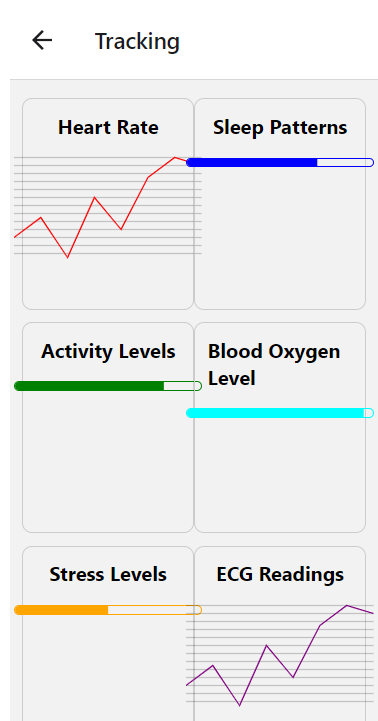 Tracking
Heart Rate
Sleep Patterns
Activity Levels
Blood Oxygen
Level
Stress Levels
ECG Readings